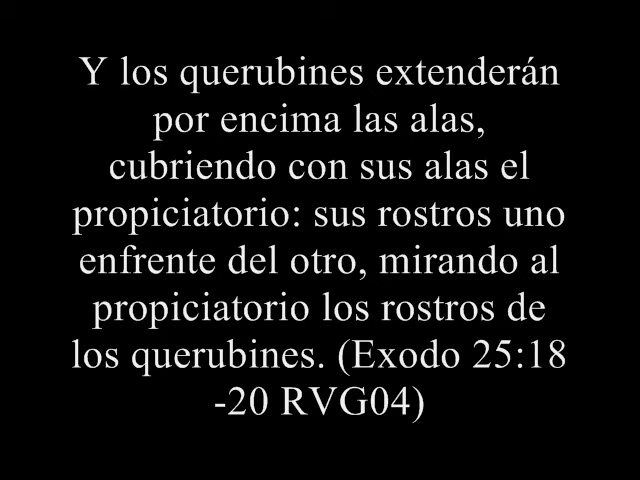 Y los querubines extenderán
por encima las alas,
cubriendo con sus alas el
propiciatorio: sus rostros uno
enfrente del otro, mirando al
propiciatorio los rostros de
los querubines. (Exodo 25:18
-20 RVG04)